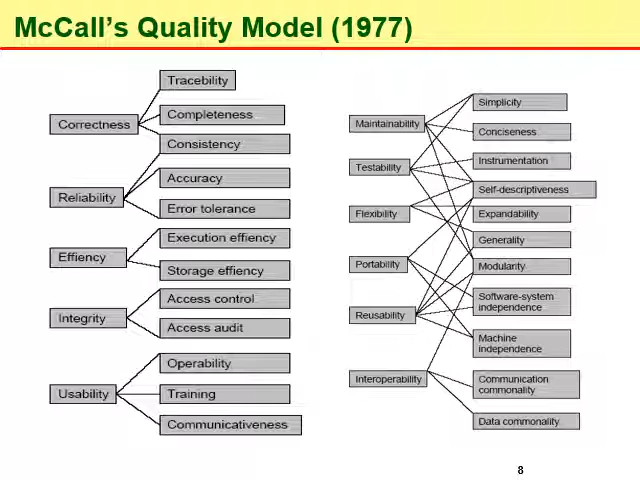 McCall's Quality Model (1977)
Correctness
Reliability
Effiency
Integrity
Usability
Tracebility
Completeness
Consistency
Accuracy
Error tolerance
Execution effiency
Storage effiency
Access control
Access audit
Operability
Training
Communicativeness
Maintainability
Testability
Flexibility
Portability
Reusability
Interoperability
Simplicity
Conciseness
Instrumentation
Self-descriptiveness
Expandability
Generality
Modularity
Software-system
independence
Machine
independence
Communication
commonality
Data commonality
8